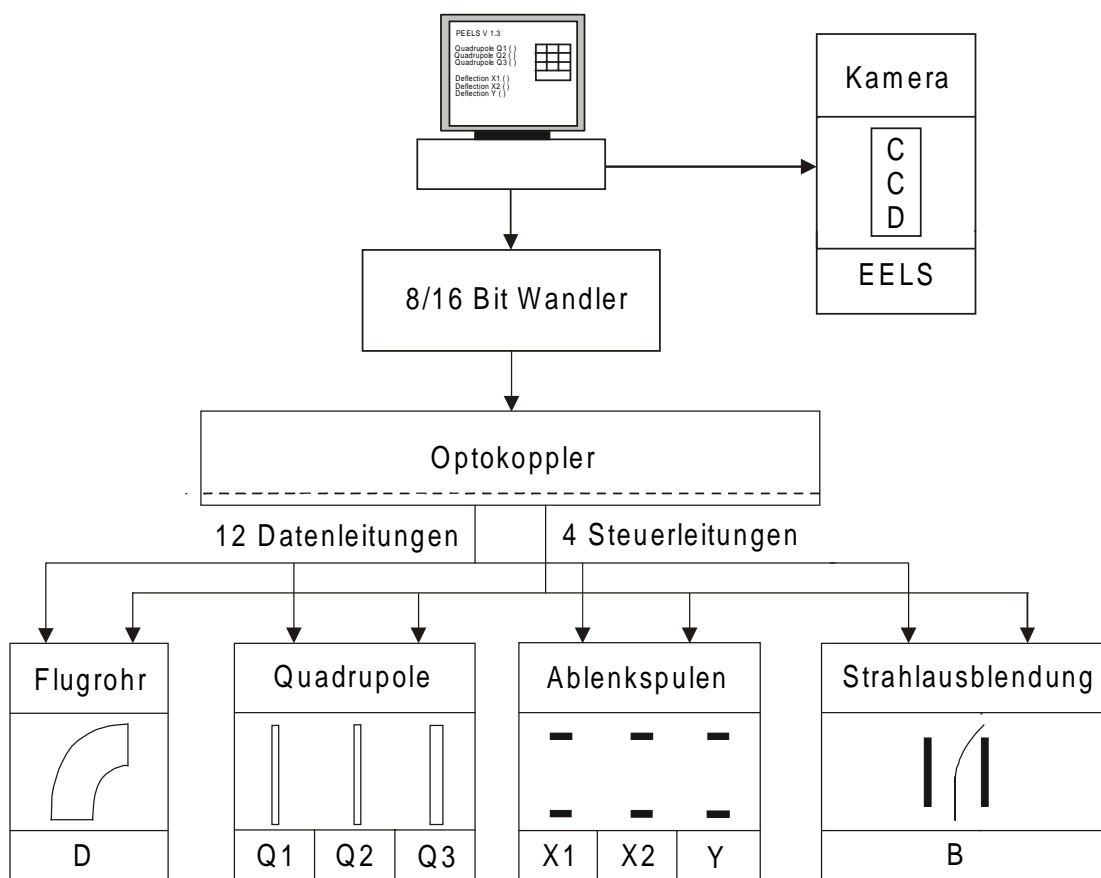 PEELS V 1.3
Quadrupole Q1 ( )
Quadrupole Q2 ( )
Quadrupole Q3 ( )
Deflection X1 ( )
Deflection X2 ( )
Deflection Y ( )
Kamera
C
C
D
EELS
8/16 Bit Wandler
Optokoppler
12 Datenleitungen
4 Steuerleitungen
Flugrohr
Quadrupole
Ablenkspulen
Strahlausblendung
D
Q1
Q2
Q3
X1
X2
Y
B